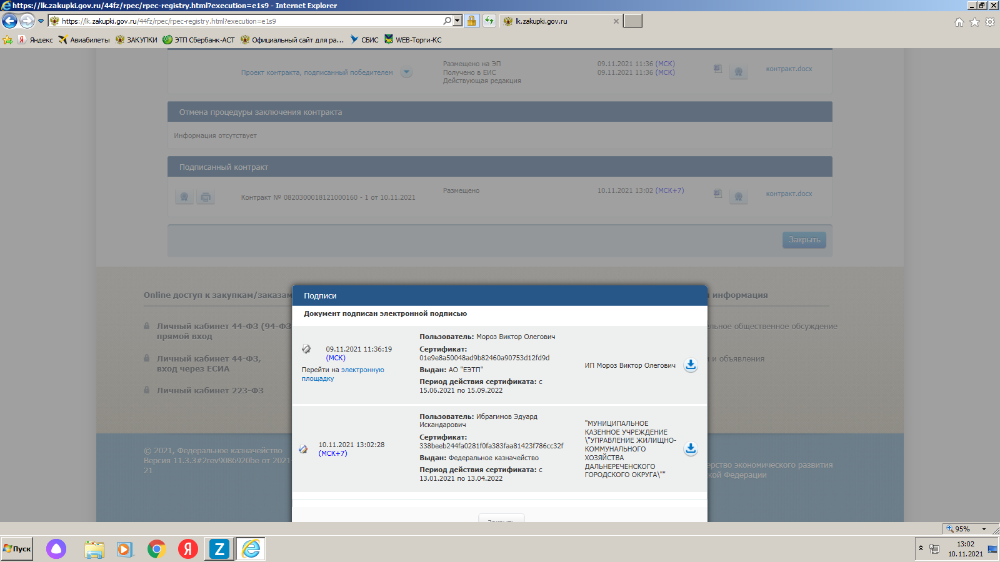 https://lk.zakupki.gov.ru/44fz/rpec/rpec-registry.html?execution=e1s9 - Internet Explorer
https://lk.zakupki.gov.ru/44fz/rpec/rpec-registry.html?execution=e1s9
lk.zakupki.gov.ru
Яндекс Авиабилеты ЗАКУПКИ ЭТП Сбербанк-АСТ Официальный сайт для ра... СБИС WEB-Торги-КС
Проект контракта, подписанный победителем
Размещено на ЭП 09.11.2021 11:36 (МСК)
Получено в ЕИС 09.11.2021 11:36 (МСК)
Действующая редакция
контракт.docx
Отмена процедуры заключения контракта
Информация отсутствует
Подписанный контракт
Контракт № 0820300018121000160 - 1 от 10.11.2021
Размещено 10.11.2021 13:02 (МСК+7)
контракт.docx
Закрыть
Online доступ к закупкам/заказам
Личный кабинет 44-ФЗ (94-ФЗ
прямой вход
Личный кабинет 44-ФЗ,
вход через ЕСИА
Личный кабинет 223-ФЗ
информация
льное общественное обсуждение
и и объявления
Подписи
Документ подписан электронной подписью
09.11.2021 11:36:19
(МСК)
Перейти на электронную
площадку
Пользователь: Мороз Виктор Олегович
Сертификат:
01e9e8a50048ad9b82460a90753d12fd9d
Выдан: АО "ЕЭТП"
Период действия сертификата: с
15.06.2021 по 15.09.2022
ИП Мороз Виктор Олегович
10.11.2021 13:02:28
(МСК+7)
Пользователь: Ибрагимов Эдуард
Искандарович
Сертификат:
338beeb244fa0281f0fa383faa81423f786cc32f
Выдан: Федеральное казначейство
Период действия сертификата: с
13.01.2021 по 13.04.2022
"МУНИЦИПАЛЬНОЕ
КАЗЕННОЕ УЧРЕЖДЕНИЕ
\"УПРАВЛЕНИЕ ЖИЛИЩНО-
КОММУНАЛЬНОГО
ХОЗЯЙСТВА
ДАЛЬНЕРЕЧЕНСКОГО
ГОРОДСКОГО ОКРУГА\""
Закрыть
© 2021, Федеральное казначейство
Версия 11.3.3#2rev9086920be от 2021
21
рство экономического развития
кой Федерации
95%
Пуск
13:02
10.11.2021